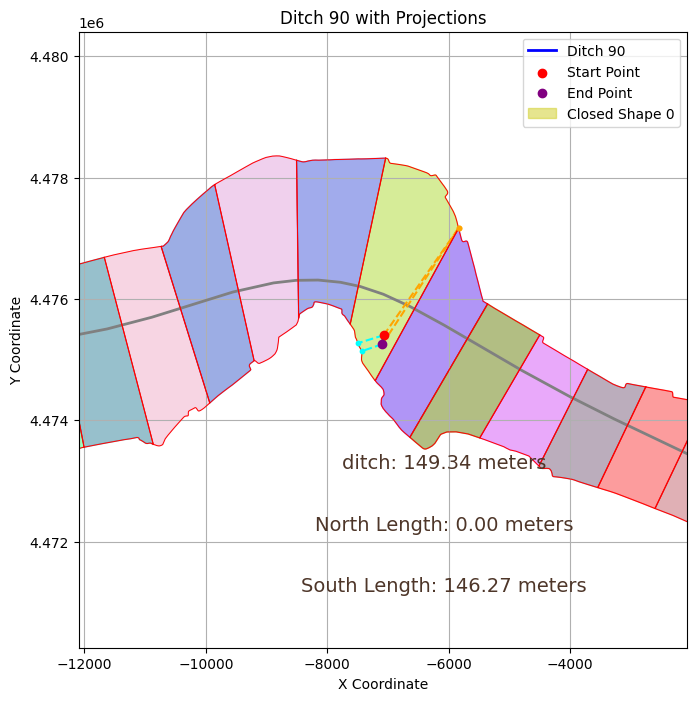 Ditch 90 with Projections
1e6
Ditch 90
Start Point
End Point
Closed Shape 0
4.480
4.478
4.476
4.474
4.472
Y Coordinate
ditch: 149.34 meters
North Length: 0.00 meters
South Length: 146.27 meters
−12000
−10000
−8000
−6000
−4000
X Coordinate